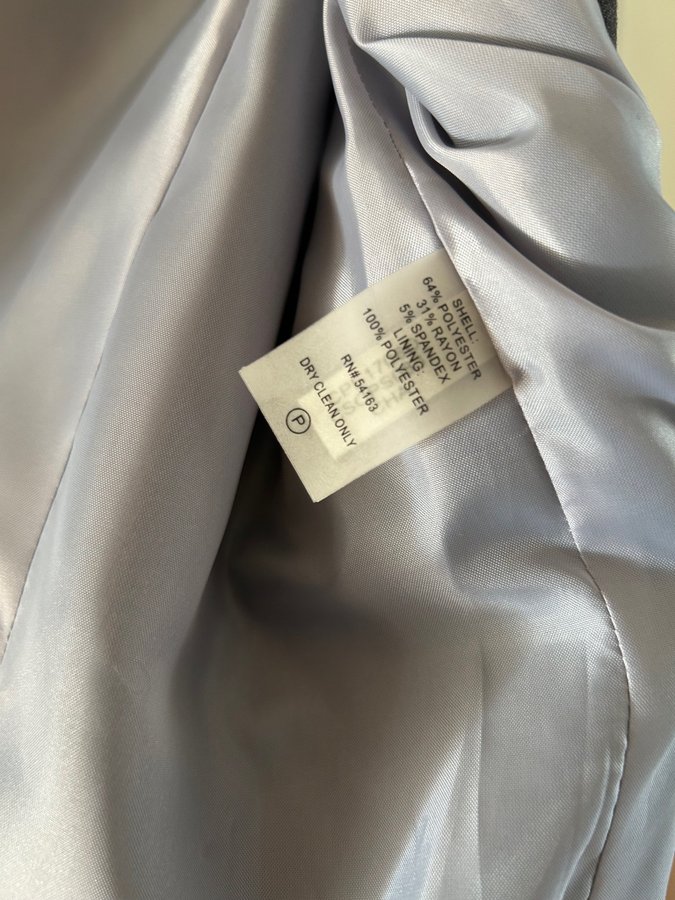 SHELL:
64% POLYESTER
31% RAYON
5% SPANDEX
LINING:
100% POLYESTER
RN# 54163
DRY CLEAN ONLY
P